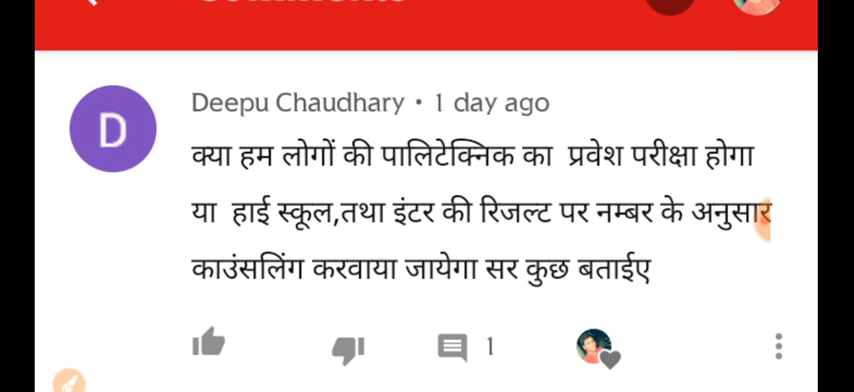 D
Deepu Chaudhary • 1 day ago
क्या हम लोगों की पालिटेक्निक का प्रवेश परीक्षा होगा
या हाई स्कूल,तथा इंटर की रिजल्ट पर नम्बर के अनुसार
काउंसलिंग करवाया जायेगा सर कुछ बताईए
1